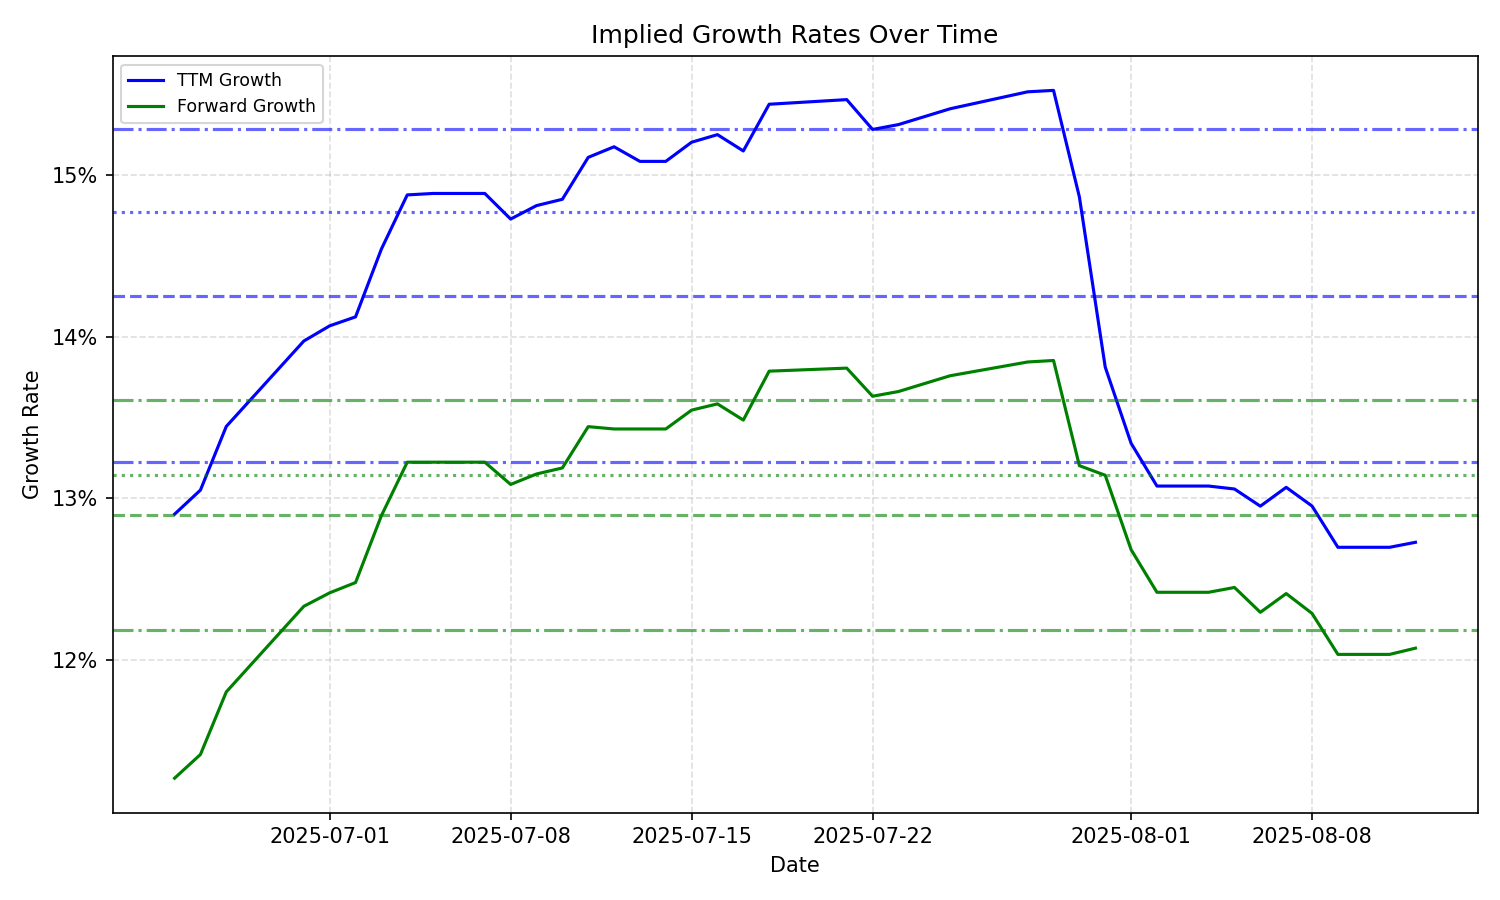 Implied Growth Rates Over Time
TTM Growth
Forward Growth
15%
14%
13%
12%
Growth Rate
2025-07-01
2025-07-08
2025-07-15
2025-07-22
2025-08-01
2025-08-08
Date